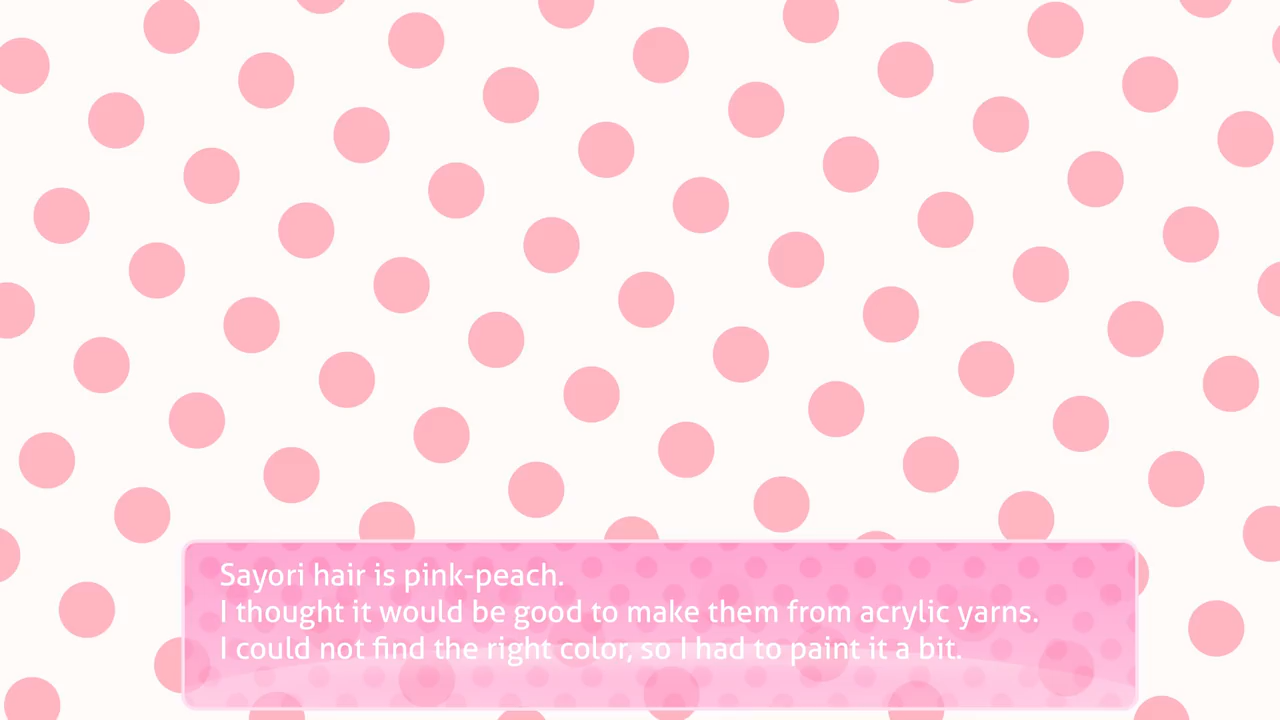 Sayori hair is pink-peach.
I thought it would be good to make them from acrylic yarns.
I could not find the right color, so I had to paint it a bit.